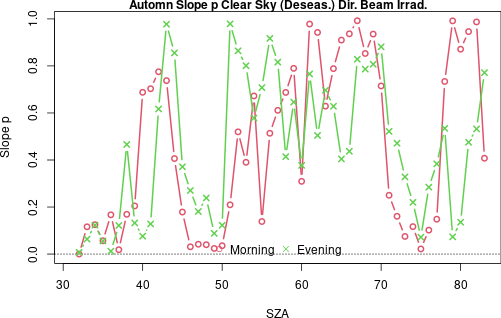 Automn Slope p Clear Sky (Deseas.) Dir. Beam Irrad.
Slope p
1.0
0.8
0.6
0.4
0.2
0.0
Morning Evening
30 40 50 60 70 80
SZA